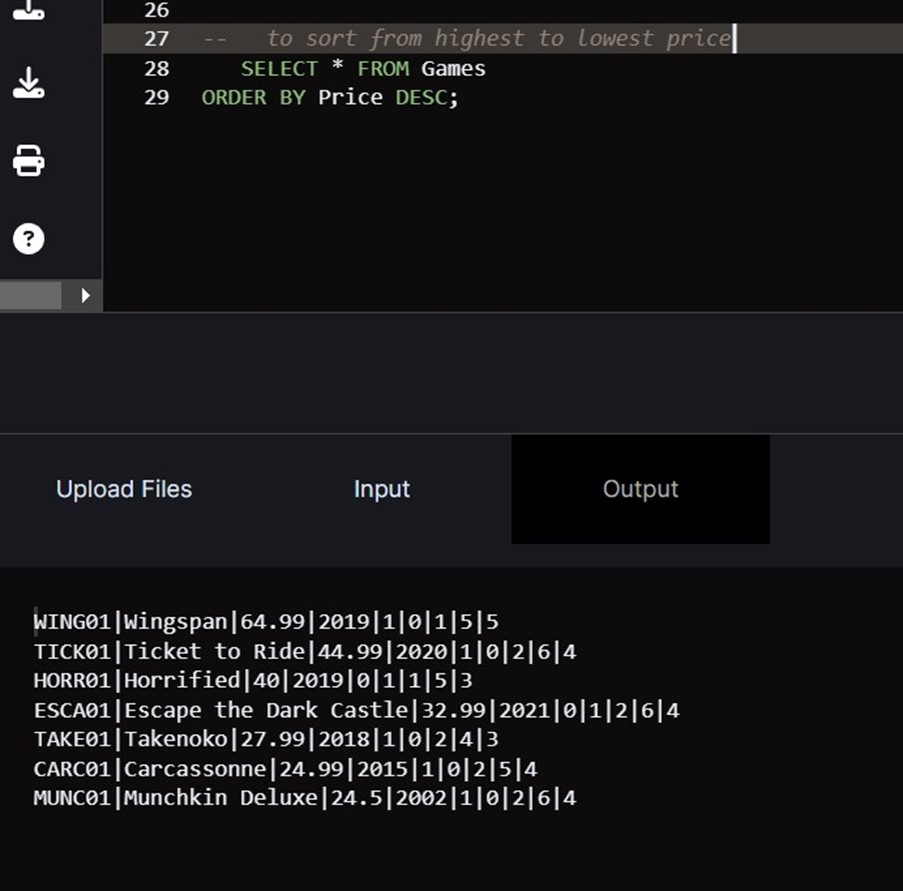 26
27 -- to sort from highest to lowest price
28 SELECT * FROM Games
29 ORDER BY Price DESC;
?
Upload Files Input Output
WING01|Wingspan|64.99|2019|1|0|1|5|5
TICK01|Ticket to Ride|44.99|2020|1|0|2|6|4
HORR01|Horrified|40|2019|0|1|1|5|3
ESCA01|Escape the Dark Castle|32.99|2021|0|1|2|6|4
TAKE01|Takenoko|27.99|2018|1|0|2|4|3
CARC01|Carcassonne|24.99|2015|1|0|2|5|4
MUNC01|Munchkin Deluxe|24.5|2002|1|0|2|6|4